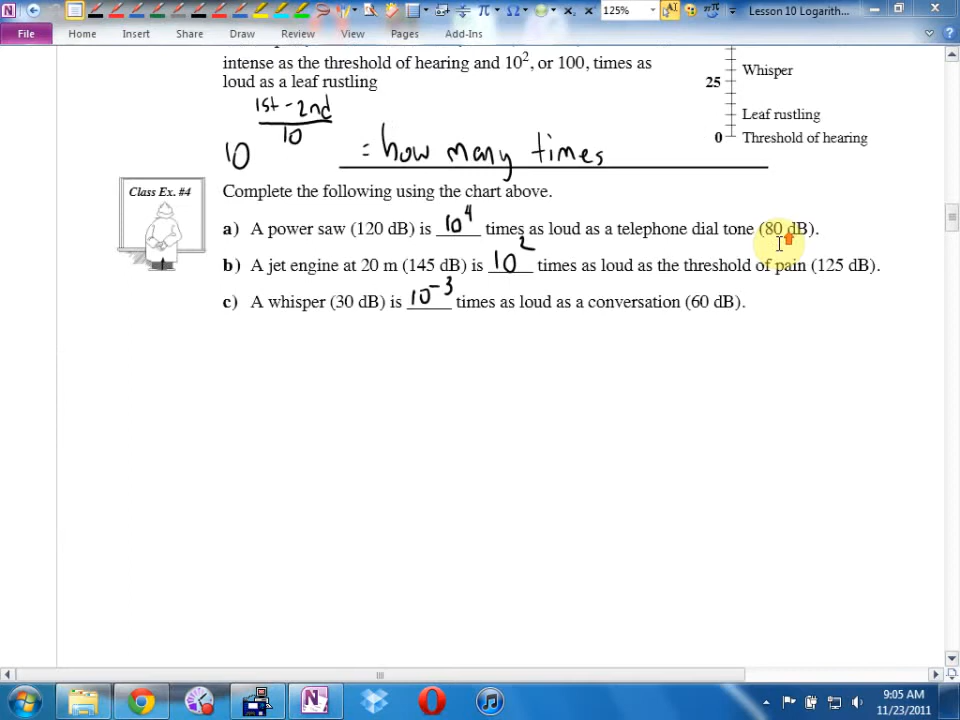 125%
Lesson 10 Logarith...
File Home Insert Share Draw Review View Pages Add-Ins
intense as the threshold of hearing and 10², or 100, times as
loud as a leaf rustling
Whisper
25
Leaf rustling
0 Threshold of hearing
1st - 2nd
10
10 = how many times
Class Ex. #4
Complete the following using the chart above.
a) A power saw (120 dB) is 10⁴ times as loud as a telephone dial tone (80 dB).
b) A jet engine at 20 m (145 dB) is 10² times as loud as the threshold of pain (125 dB).
c) A whisper (30 dB) is 10⁻³ times as loud as a conversation (60 dB).
9:05 AM
11/23/2011